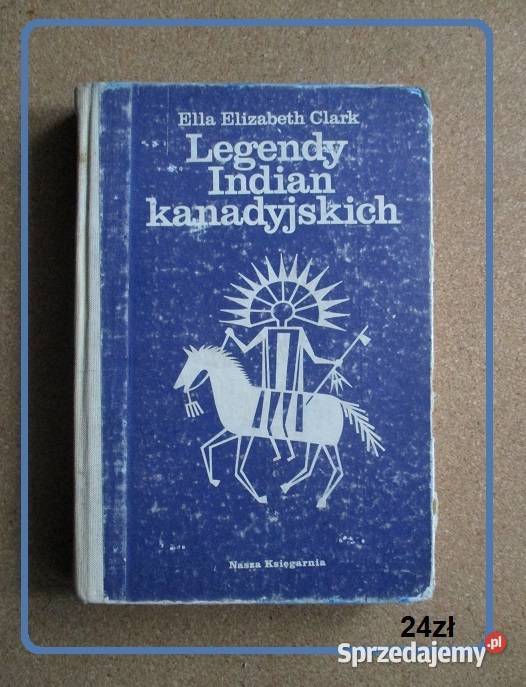 Ella Elizabeth Clark
Legendy
Indian
kanadyjskich
Nasza Księgarnia
24zł
Sprzedajemy.pl